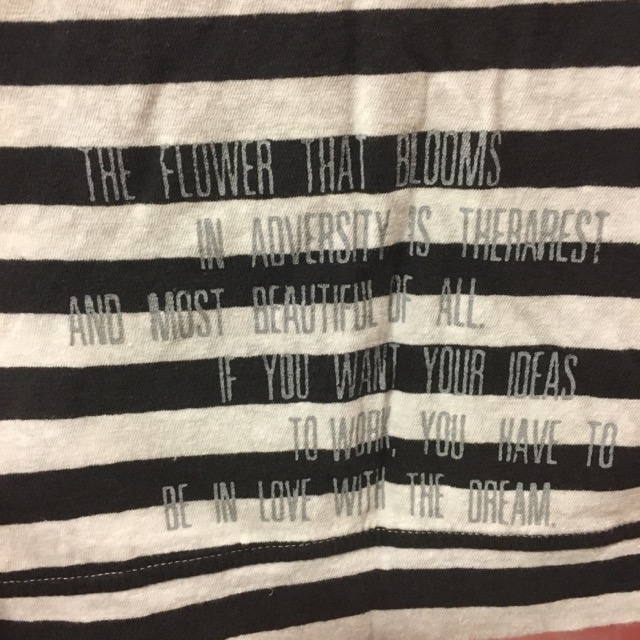 THE FLOWER THAT BLOOMS
IN ADVERSITY IS THERAREST
AND MOST BEAUTIFUL OF ALL.
IF YOU WANT YOUR IDEAS
TO WORK, YOU HAVE TO
BE IN LOVE WITH THE DREAM.